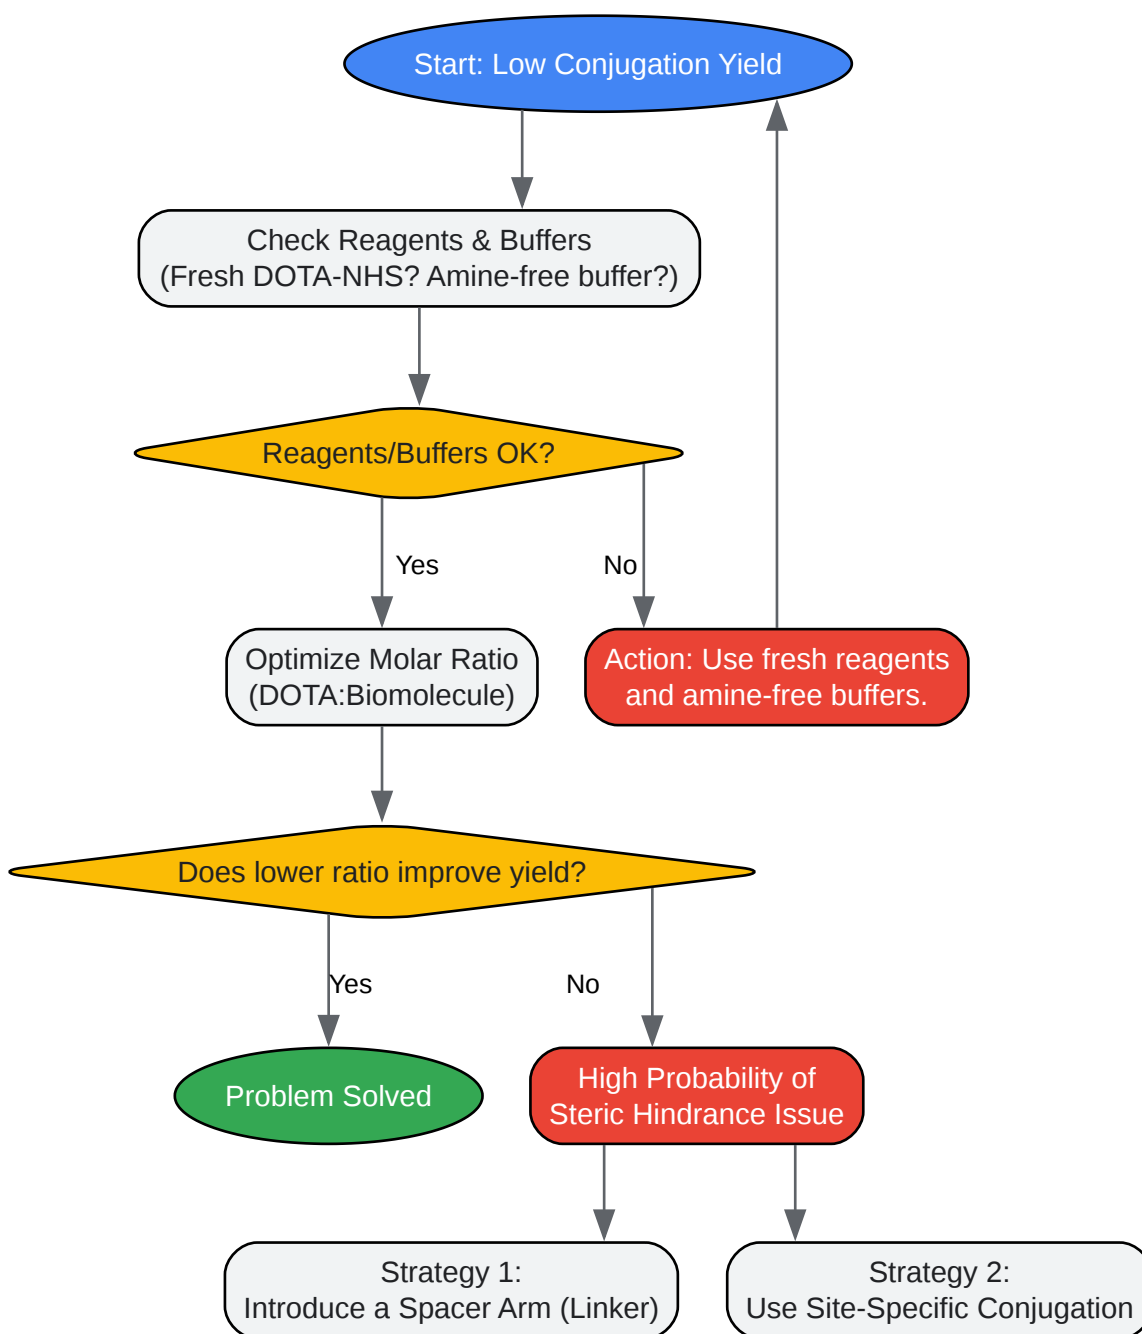 Start: Low Conjugation Yield
Check Reagents & Buffers
(Fresh DOTA-NHS? Amine-free buffer?)
Reagents/Buffers OK?
Yes
No
Optimize Molar Ratio
(DOTA:Biomolecule)
Action: Use fresh reagents
and amine-free buffers.
Does lower ratio improve yield?
Yes
No
Problem Solved
High Probability of
Steric Hindrance Issue
Strategy 1:
Introduce a Spacer Arm (Linker)
Strategy 2:
Use Site-Specific Conjugation